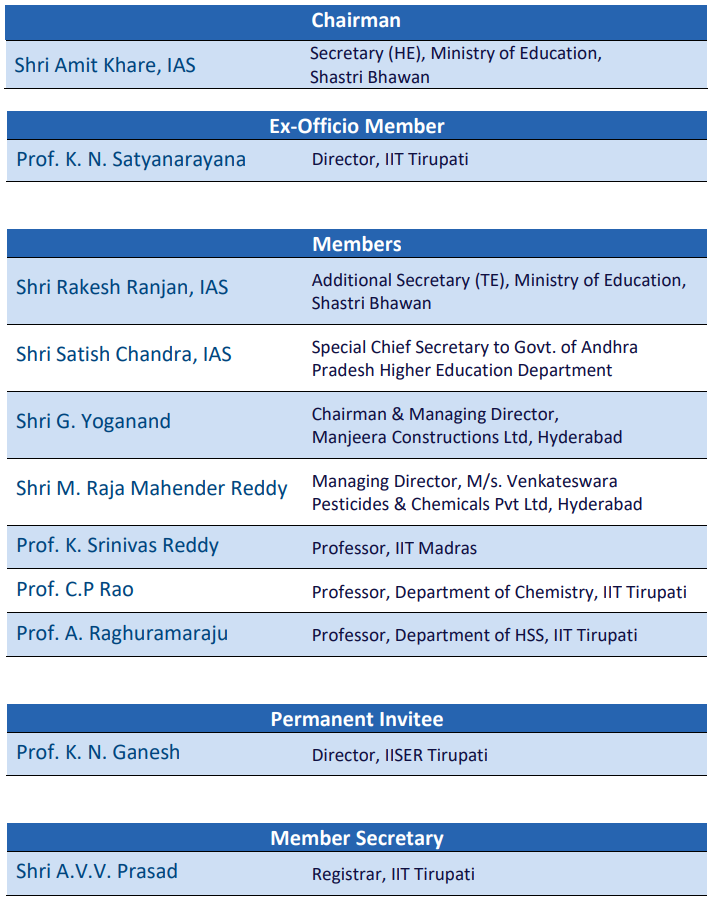 Chairman
Shri Amit Khare, IAS
Secretary (HE), Ministry of Education,
Shastri Bhawan
Ex-Officio Member
Prof. K. N. Satyanarayana
Director, IIT Tirupati
Members
Shri Rakesh Ranjan, IAS
Additional Secretary (TE), Ministry of Education,
Shastri Bhawan
Shri Satish Chandra, IAS
Special Chief Secretary to Govt. of Andhra
Pradesh Higher Education Department
Shri G. Yoganand
Chairman & Managing Director,
Manjeera Constructions Ltd, Hyderabad
Shri M. Raja Mahender Reddy
Managing Director, M/s. Venkateswara
Pesticides & Chemicals Pvt Ltd, Hyderabad
Prof. K. Srinivas Reddy
Professor, IIT Madras
Prof. C.P Rao
Professor, Department of Chemistry, IIT Tirupati
Prof. A. Raghuramaraju
Professor, Department of HSS, IIT Tirupati
Permanent Invitee
Prof. K. N. Ganesh
Director, IISER Tirupati
Member Secretary
Shri A.V.V. Prasad
Registrar, IIT Tirupati